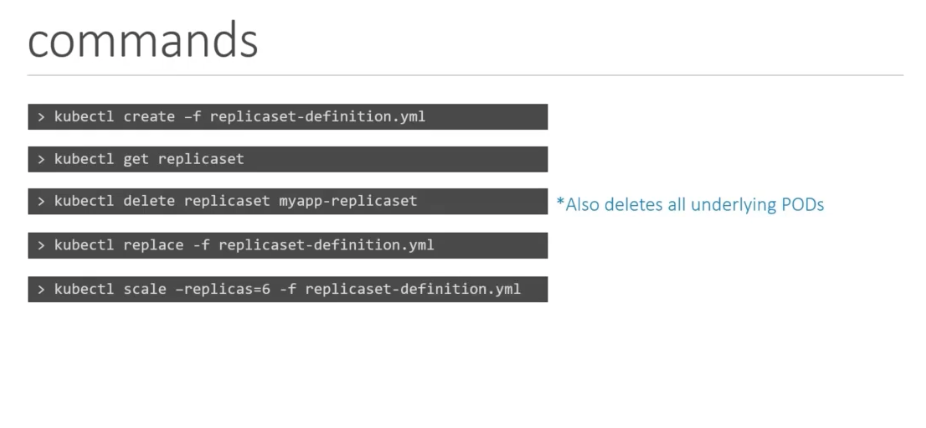 commands
> kubectl create –f replicaset-definition.yml
> kubectl get replicaset
> kubectl delete replicaset myapp-replicaset *Also deletes all underlying PODs
> kubectl replace -f replicaset-definition.yml
> kubectl scale –replicas=6 -f replicaset-definition.yml